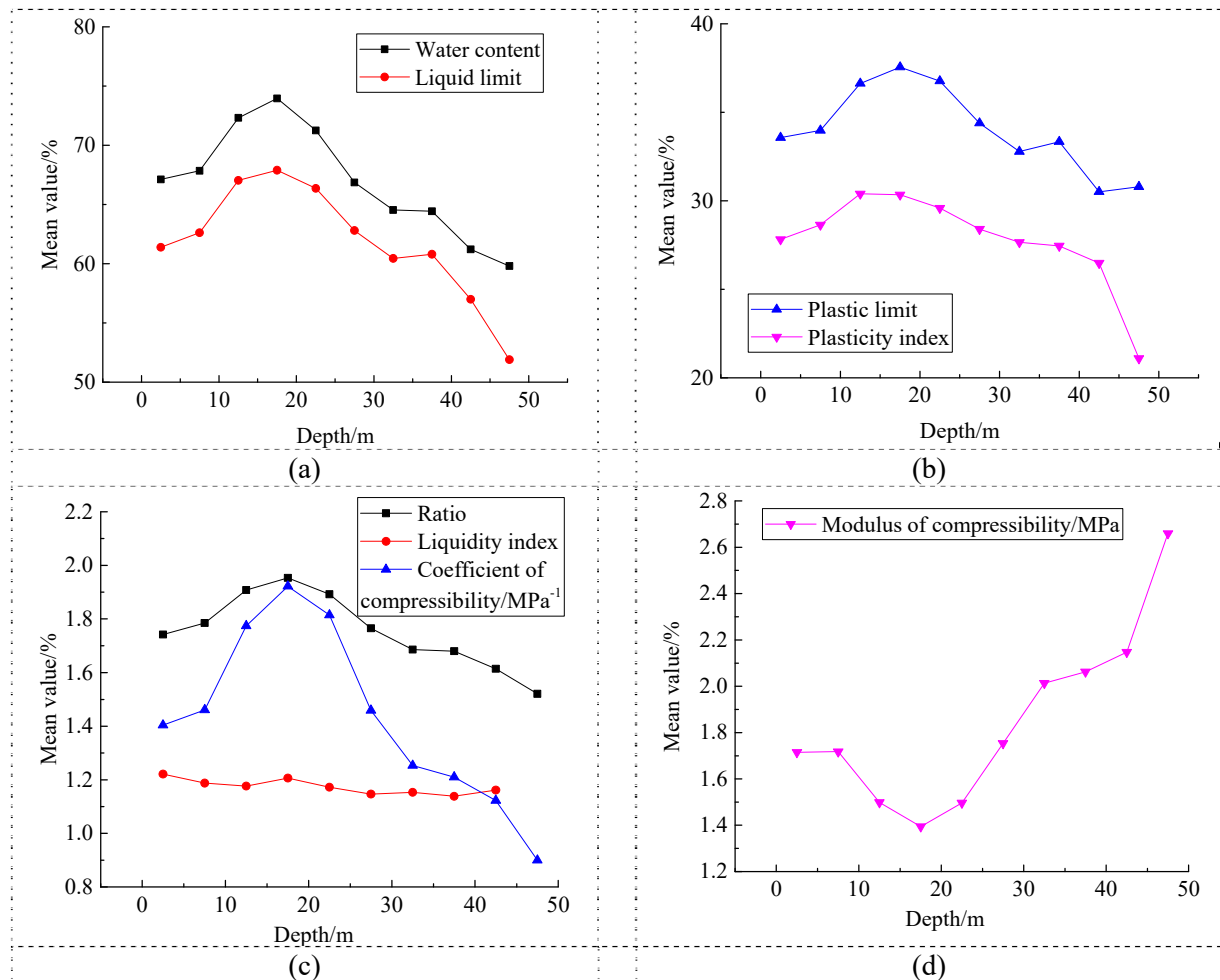 80
70
60
50
Mean value/%
Water content
Liquid limit
0 10 20 30 40 50
Depth/m
(a)
40
30
20
Mean value/%
Plastic limit
Plasticity index
0 10 20 30 40 50
Depth/m
(b)
2.2
2.0
1.8
1.6
1.4
1.2
1.0
0.8
Mean value/%
Ratio
Liquidity index
Coefficient of
compressibility/MPa⁻¹
0 10 20 30 40 50
Depth/m
(c)
2.8
2.6
2.4
2.2
2.0
1.8
1.6
1.4
1.2
Mean value/%
Modulus of compressibility/MPa
0 10 20 30 40 50
Depth/m
(d)